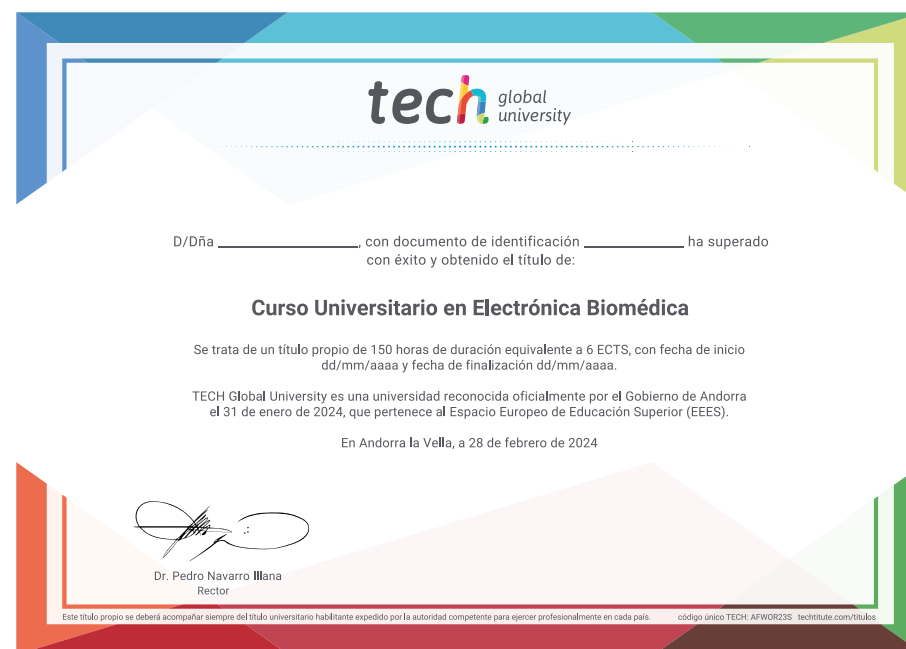 tech global
university
D/Dña ______________, con documento de identificación __________ ha superado
con éxito y obtenido el título de:
Curso Universitario en Electrónica Biomédica
Se trata de un título propio de 150 horas de duración equivalente a 6 ECTS, con fecha de inicio
dd/mm/aaaa y fecha de finalización dd/mm/aaaa.
TECH Global University es una universidad reconocida oficialmente por el Gobierno de Andorra
el 31 de enero de 2024, que pertenece al Espacio Europeo de Educación Superior (EEES).
En Andorra la Vella, a 28 de febrero de 2024
Dr. Pedro Navarro Illana
Rector
Este título propio se deberá acompañar siempre del título universitario habilitante expedido por la autoridad competente para ejercer profesionalmente en cada país. código único TECH: AFWOR23S techtitute.com/titulos